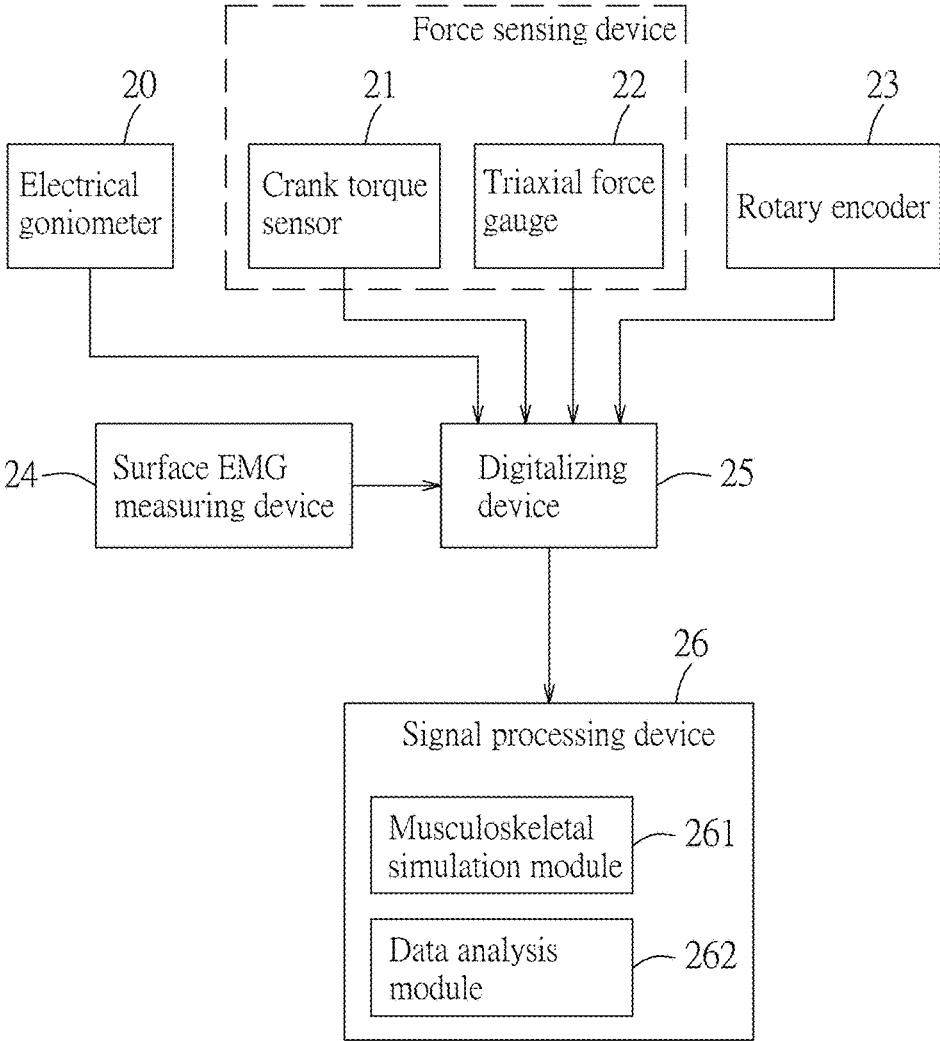 Force sensing device
20
21
22
23
Electrical
goniometer
Crank torque
sensor
Triaxial force
gauge
Rotary encoder
24
Surface EMG
measuring device
Digitalizing
device
25
26
Signal processing device
Musculoskeletal
simulation module
261
Data analysis
module
262